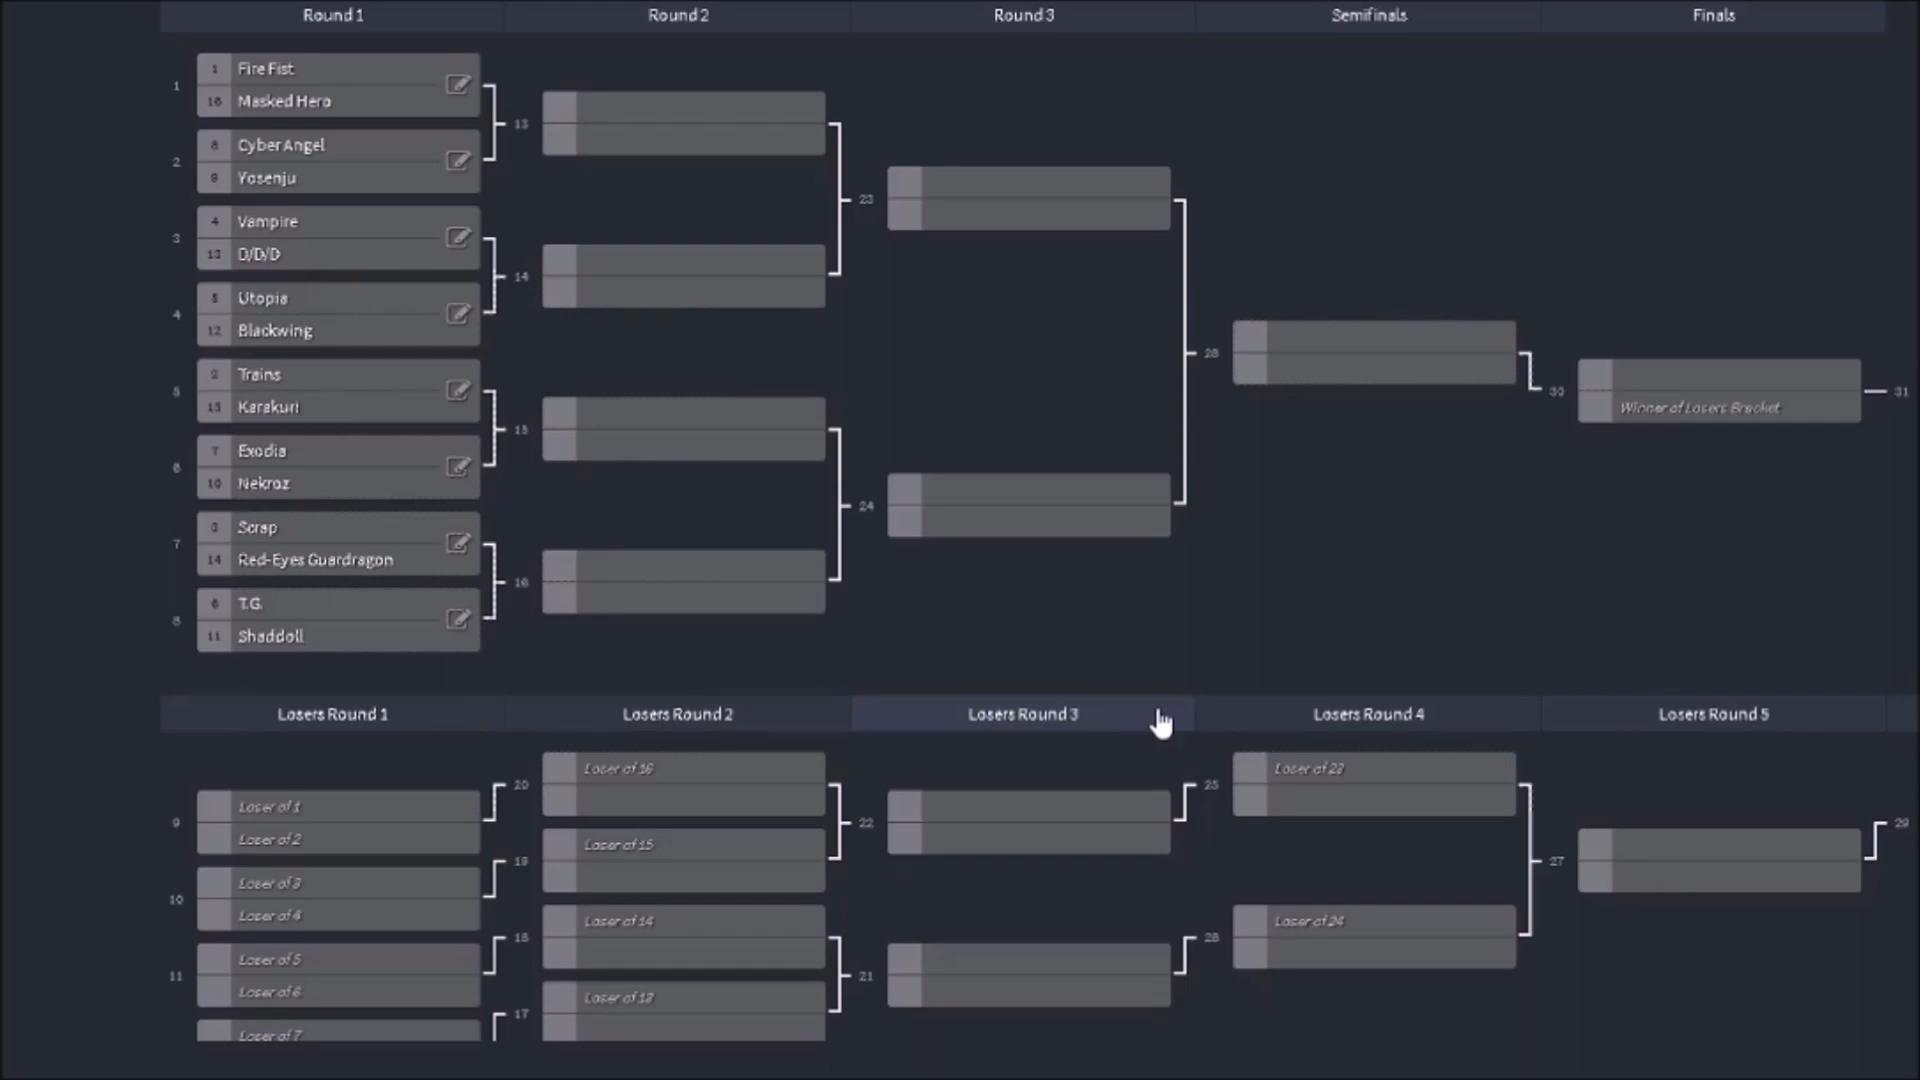 Round 1
Round 2
Round 3
Semifinals
Finals
1
1 Fire Fist
16 Masked Hero
2
8 Cyber Angel
9 Yosenju
3
4 Vampire
13 D/D/D
4
5 Utopia
12 Blackwing
5
2 Trains
15 Karakuri
6
7 Exodia
10 Nekroz
7
3 Scrap
14 Red-Eyes Guardragon
8
6 T.G.
11 Shaddoll
13
14
15
16
23
24
28
30
Winner of Losers Bracket
31
Losers Round 1
Losers Round 2
Losers Round 3
Losers Round 4
Losers Round 5
9
Loser of 1
Loser of 2
10
Loser of 3
Loser of 4
11
Loser of 5
Loser of 6
Loser of 7
20
Loser of 16
19
Loser of 15
18
Loser of 14
17
Loser of 13
22
21
25
Loser of 23
26
Loser of 24
27
29